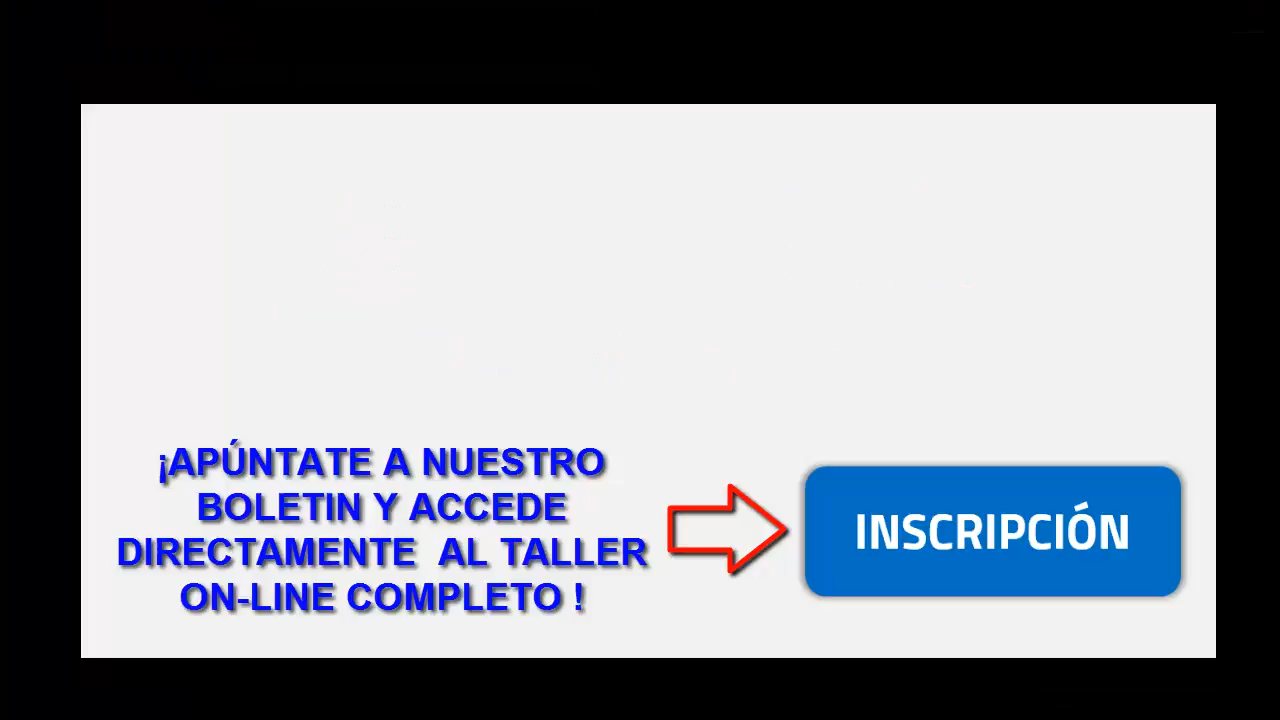 ¡APÚNTATE A NUESTRO
BOLETIN Y ACCEDE
DIRECTAMENTE AL TALLER
ON-LINE COMPLETO !
INSCRIPCIÓN